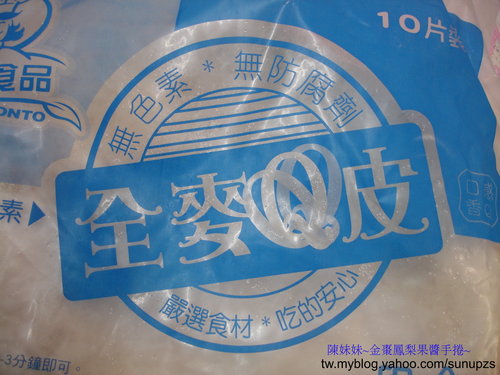 10片裝
食品
ONTO
無色素 * 無防腐劑
全麥QQ皮
素
嚴選食材 * 吃的安心
3分鐘即可。
陳妹妹~金棗鳳梨果醬手捲~
tw.myblog.yahoo.com/sunupzs